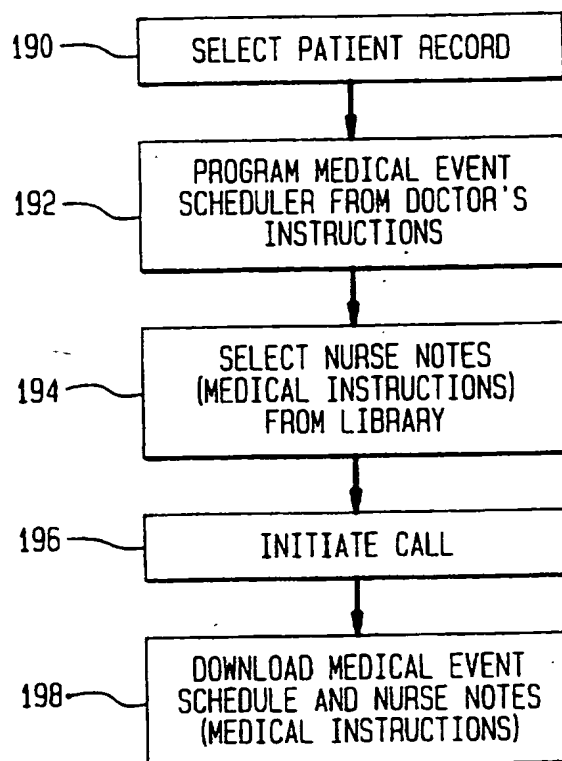 190
SELECT PATIENT RECORD
192
PROGRAM MEDICAL EVENT
SCHEDULER FROM DOCTOR'S
INSTRUCTIONS
194
SELECT NURSE NOTES
(MEDICAL INSTRUCTIONS)
FROM LIBRARY
196
INITIATE CALL
198
DOWNLOAD MEDICAL EVENT
SCHEDULE AND NURSE NOTES
(MEDICAL INSTRUCTIONS)